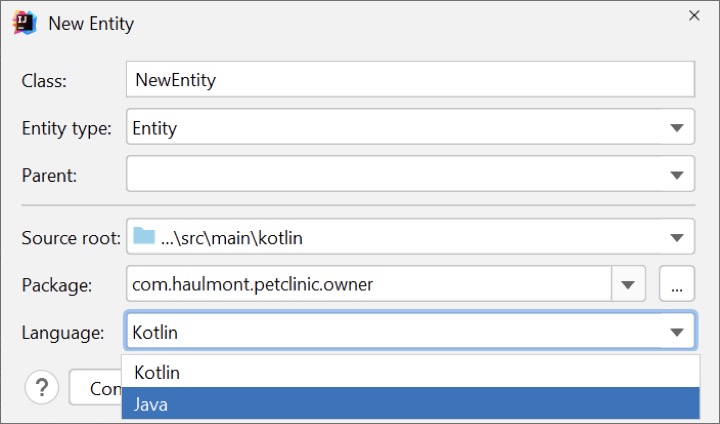 New Entity
Class: NewEntity
Entity type: Entity
Parent:
Source root: ...\src\main\kotlin
Package: com.haulmont.petclinic.owner ...
Language: Kotlin
Kotlin
? Con
Java